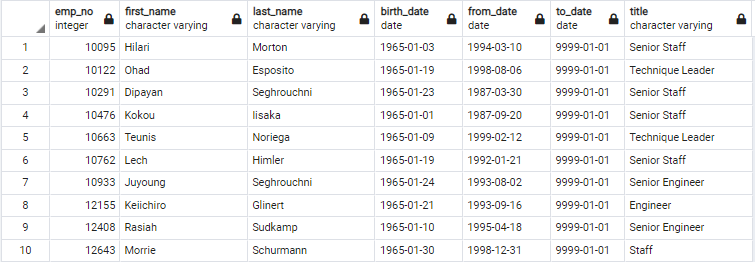 emp_no first_name last_name birth_date from_date to_date title
integer character varying character varying date date date character varying
1 10095 Hilari Morton 1965-01-03 1994-03-10 9999-01-01 Senior Staff
2 10122 Ohad Esposito 1965-01-19 1998-08-06 9999-01-01 Technique Leader
3 10291 Dipayan Seghrouchni 1965-01-23 1987-03-30 9999-01-01 Senior Staff
4 10476 Kokou Iisaka 1965-01-01 1987-09-20 9999-01-01 Senior Staff
5 10663 Teunis Noriega 1965-01-09 1999-02-12 9999-01-01 Technique Leader
6 10762 Lech Himler 1965-01-19 1992-01-21 9999-01-01 Senior Staff
7 10933 Juyoung Seghrouchni 1965-01-24 1993-08-02 9999-01-01 Senior Engineer
8 12155 Keiichiro Glinert 1965-01-21 1993-09-16 9999-01-01 Engineer
9 12408 Rasiah Sudkamp 1965-01-10 1995-04-18 9999-01-01 Senior Engineer
10 12643 Morrie Schurmann 1965-01-30 1998-12-31 9999-01-01 Staff